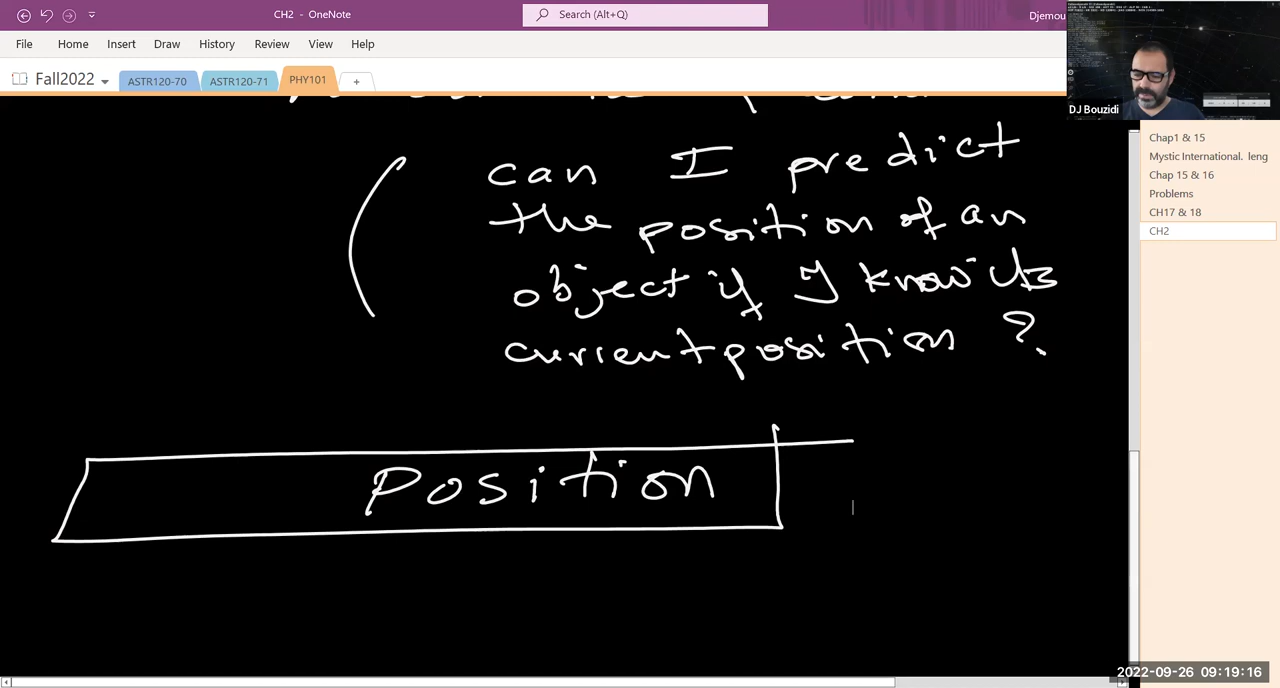 CH2 - OneNote
Search (Alt+Q)
Djemou
File Home Insert Draw History Review View Help
Fall2022
ASTR120-70 ASTR120-71 PHY101
DJ Bouzidi
Chap1 & 15
Mystic International. leng
Chap 15 & 16
Problems
CH17 & 18
CH2
can I predict
the position of an
object if I know its
current position ?
Position
2022-09-26 09:19:16